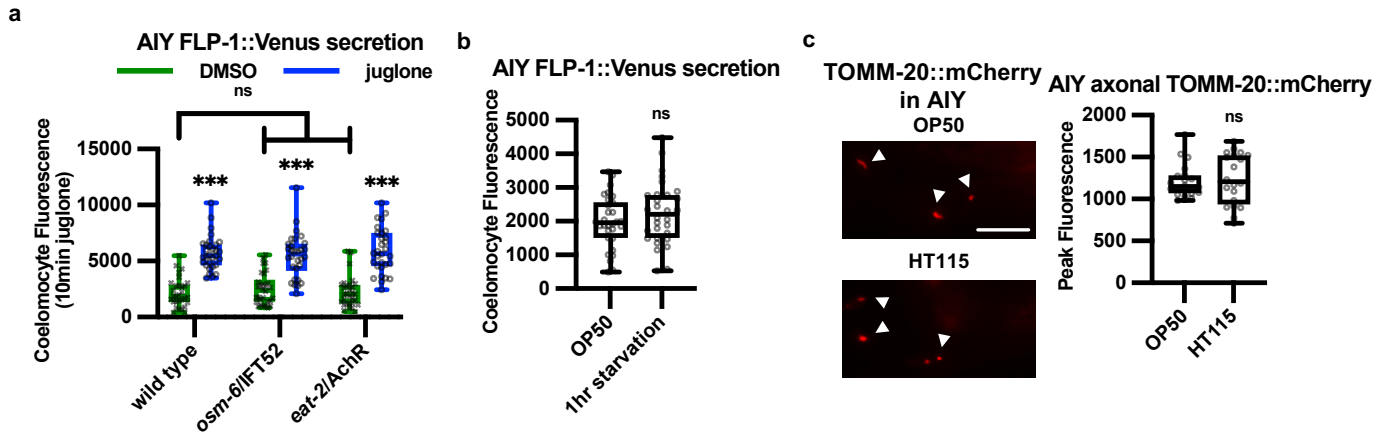 a
AIY FLP-1::Venus secretion
DMSO juglone
ns
15000
10000
5000
0
Coelomocyte Fluorescence
(10min juglone)
***
***
***
wild type
osm-6/IFT52
eat-2/AchR
b
AIY FLP-1::Venus secretion
ns
5000
4000
3000
2000
1000
0
Coelomocyte Fluorescence
OP50
1hr starvation
c
TOMM-20::mCherry
in AIY
OP50
HT115
AIY axonal TOMM-20::mCherry
ns
2000
1500
1000
500
0
Peak Fluorescence
OP50
HT115